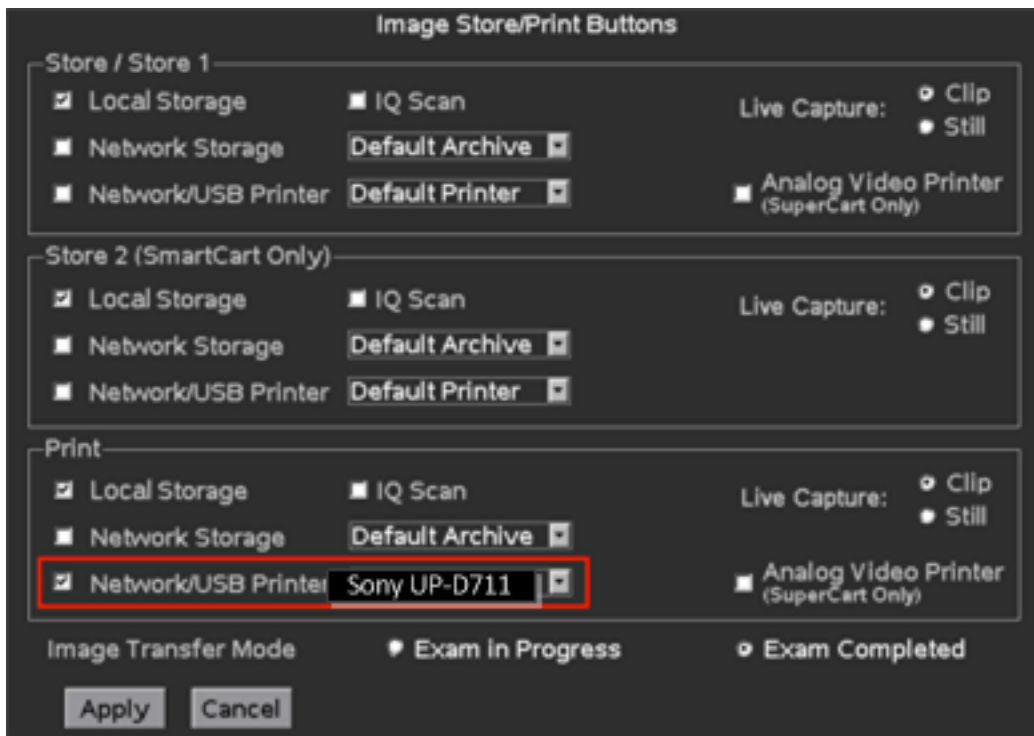 Image Store/Print Buttons
Store / Store 1
Local Storage IQ Scan Live Capture: Clip
Still
Network Storage Default Archive
Network/USB Printer Default Printer Analog Video Printer
(SuperCart Only)
Store 2 (SmartCart Only)
Local Storage IQ Scan Live Capture: Clip
Still
Network Storage Default Archive
Network/USB Printer Default Printer
Print
Local Storage IQ Scan Live Capture: Clip
Still
Network Storage Default Archive
Network/USB Printer Sony UP-D711 Analog Video Printer
(SuperCart Only)
Image Transfer Mode Exam in Progress Exam Completed
Apply Cancel